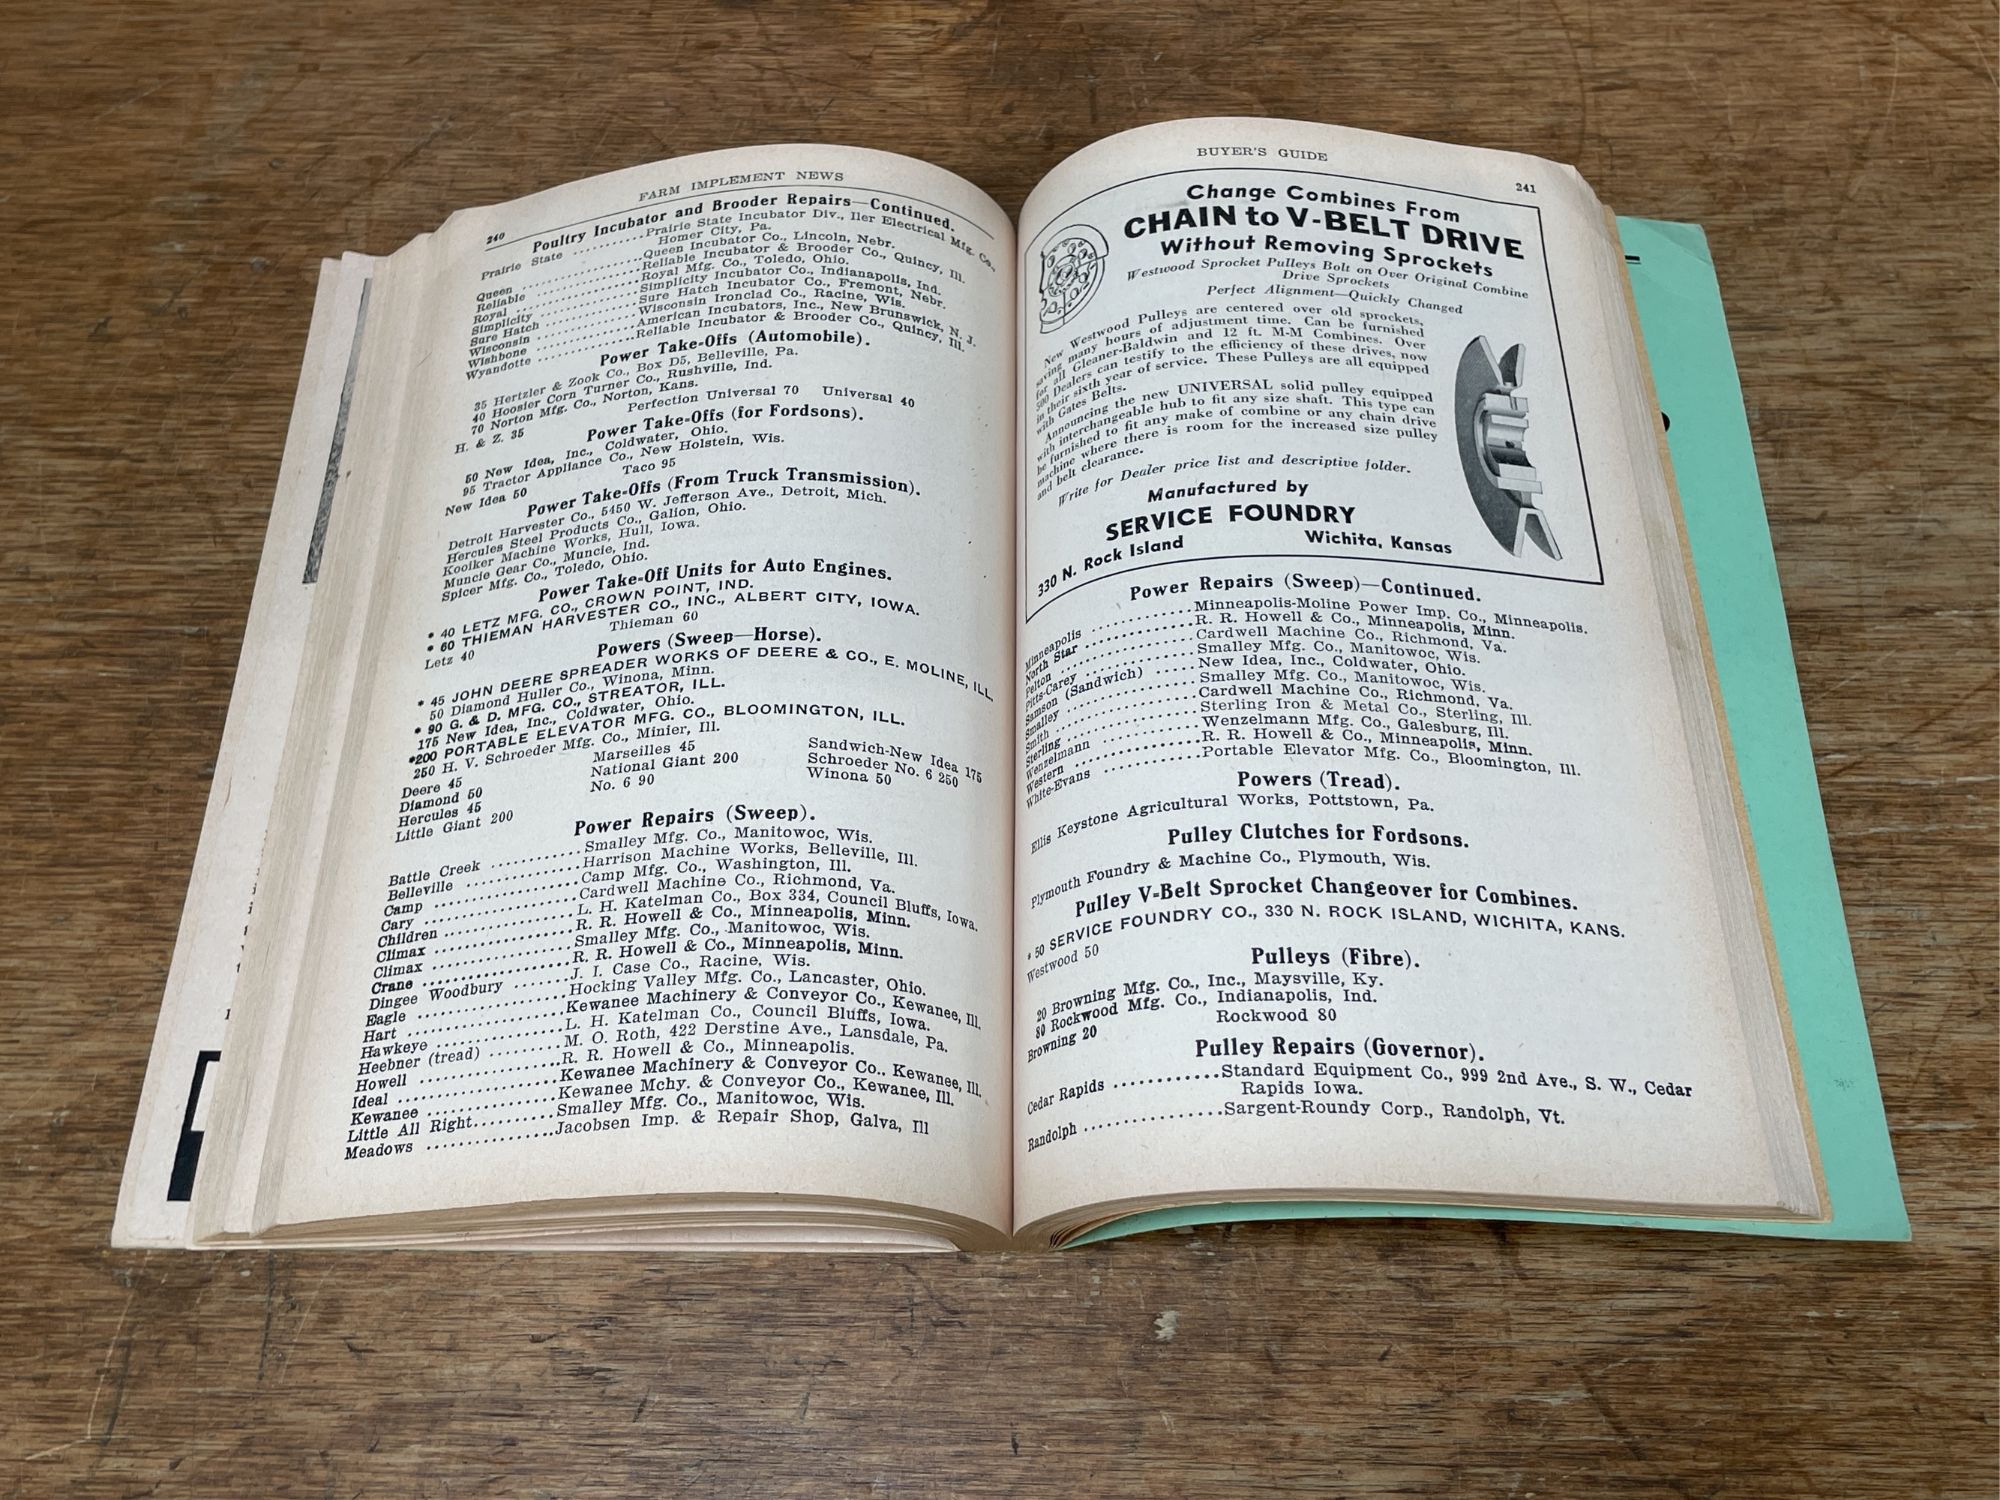 240
FARM IMPLEMENT NEWS
Poultry Incubator and Brooder Repairs—Continued.
Prairie State ..........Prairie State Incubator Div., Iler Electrical Mfg. Co.,
Homer City, Pa.
Queen ..........Queen Incubator Co., Lincoln, Nebr.
Reliable ..........Reliable Incubator & Brooder Co., Quincy, Ill.
Royal ..........Royal Mfg. Co., Toledo, Ohio.
Simplicity ..........Simplicity Incubator Co., Indianapolis, Ind.
Sure Hatch ..........Sure Hatch Incubator Co., Fremont, Nebr.
Wisconsin ..........Wisconsin Ironclad Co., Racine, Wis.
Wishbone ..........American Incubators, Inc., New Brunswick, N. J.
Wyandotte ..........Reliable Incubator & Brooder Co., Quincy, Ill.
Power Take-Offs (Automobile).
35 Hertzler & Zook Co., Box D5, Belleville, Pa.
40 Hoosier Corn Turner Co., Rushville, Ind.
70 Norton Mfg. Co., Norton, Kans.
H. & Z. 35 Perfection Universal 70 Universal 40
Power Take-Offs (for Fordsons).
50 New Idea, Inc., Coldwater, Ohio.
95 Tractor Appliance Co., New Holstein, Wis.
New Idea 50 Taco 95
Power Take-Offs (From Truck Transmission).
Detroit Harvester Co., 5450 W. Jefferson Ave., Detroit, Mich.
Hercules Steel Products Co., Galion, Ohio.
Kooiker Machine Works, Hull, Iowa.
Muncie Gear Co., Muncie, Ind.
Spicer Mfg. Co., Toledo, Ohio.
Power Take-Off Units for Auto Engines.
* 40 LETZ MFG. CO., CROWN POINT, IND.
* 60 THIEMAN HARVESTER CO., INC., ALBERT CITY, IOWA.
Letz 40 Thieman 60
Powers (Sweep—Horse).
* 45 JOHN DEERE SPREADER WORKS OF DEERE & CO., E. MOLINE, ILL.
50 Diamond Huller Co., Winona, Minn.
* 90 G. & D. MFG. CO., STREATOR, ILL.
175 New Idea, Inc., Coldwater, Ohio.
*200 PORTABLE ELEVATOR MFG. CO., BLOOMINGTON, ILL.
250 H. V. Schroeder Mfg. Co., Minier, Ill.
Deere 45 Marseilles 45 Sandwich-New Idea 175
Diamond 50 National Giant 200 Schroeder No. 6 250
Hercules 45 No. 6 90 Winona 50
Little Giant 200
Power Repairs (Sweep).
Battle Creek ..........Smalley Mfg. Co., Manitowoc, Wis.
Belleville ..........Harrison Machine Works, Belleville, Ill.
Camp ..........Camp Mfg. Co., Washington, Ill.
Cary ..........Cardwell Machine Co., Richmond, Va.
Children ..........L. H. Katelman Co., Box 334, Council Bluffs, Iowa.
Climax ..........R. R. Howell & Co., Minneapolis, Minn.
Climax ..........Smalley Mfg. Co., Manitowoc, Wis.
Crane ..........R. R. Howell & Co., Minneapolis, Minn.
Dingee Woodbury .......J. I. Case Co., Racine, Wis.
Eagle ..........Hocking Valley Mfg. Co., Lancaster, Ohio.
Hart ..........Kewanee Machinery & Conveyor Co., Kewanee, Ill.
Hawkeye ..........L. H. Katelman Co., Council Bluffs, Iowa.
Heebner (tread) .........M. O. Roth, 422 Derstine Ave., Lansdale, Pa.
Howell ..........R. R. Howell & Co., Minneapolis.
Ideal ..........Kewanee Machinery & Conveyor Co., Kewanee, Ill.
Kewanee ..........Kewanee Mchy. & Conveyor Co., Kewanee, Ill.
Little All Right..........Smalley Mfg. Co., Manitowoc, Wis.
Meadows ..........Jacobsen Imp. & Repair Shop, Galva, Ill
BUYER'S GUIDE
241
Change Combines From
CHAIN to V-BELT DRIVE
Without Removing Sprockets
Westwood Sprocket Pulleys Bolt on Over Original Combine
Drive Sprockets
Perfect Alignment—Quickly Changed
New Westwood Pulleys are centered over old sprockets,
saving many hours of adjustment time. Can be furnished
for all Gleaner-Baldwin and 12 ft. M-M Combines. Over
500 Dealers can testify to the efficiency of these drives, now
in their sixth year of service. These Pulleys are all equipped
with Gates Belts.
Announcing the new UNIVERSAL solid pulley equipped
with interchangeable hub to fit any size shaft. This type can
be furnished to fit any make of combine or any chain drive
machine where there is room for the increased size pulley
and belt clearance.
Write for Dealer price list and descriptive folder.
Manufactured by
SERVICE FOUNDRY
330 N. Rock Island Wichita, Kansas
Power Repairs (Sweep)—Continued.
Minneapolis ..........Minneapolis-Moline Power Imp. Co., Minneapolis.
North Star ..........R. R. Howell & Co., Minneapolis, Minn.
Pelton ..........Cardwell Machine Co., Richmond, Va.
Pitts-Carey ..........Smalley Mfg. Co., Manitowoc, Wis.
Samson (Sandwich) ..........New Idea, Inc., Coldwater, Ohio.
Smalley ..........Smalley Mfg. Co., Manitowoc, Wis.
Smith ..........Cardwell Machine Co., Richmond, Va.
Sterling ..........Sterling Iron & Metal Co., Sterling, Ill.
Wenzelmann ..........Wenzelmann Mfg. Co., Galesburg, Ill.
Western ..........R. R. Howell & Co., Minneapolis, Minn.
White-Evans ..........Portable Elevator Mfg. Co., Bloomington, Ill.
Powers (Tread).
Ellis Keystone Agricultural Works, Pottstown, Pa.
Pulley Clutches for Fordsons.
Plymouth Foundry & Machine Co., Plymouth, Wis.
Pulley V-Belt Sprocket Changeover for Combines.
* 50 SERVICE FOUNDRY CO., 330 N. ROCK ISLAND, WICHITA, KANS.
Westwood 50
Pulleys (Fibre).
20 Browning Mfg. Co., Inc., Maysville, Ky.
80 Rockwood Mfg. Co., Indianapolis, Ind.
Browning 20 Rockwood 80
Pulley Repairs (Governor).
Cedar Rapids ............Standard Equipment Co., 999 2nd Ave., S. W., Cedar
Rapids Iowa.
Randolph ...............Sargent-Roundy Corp., Randolph, Vt.